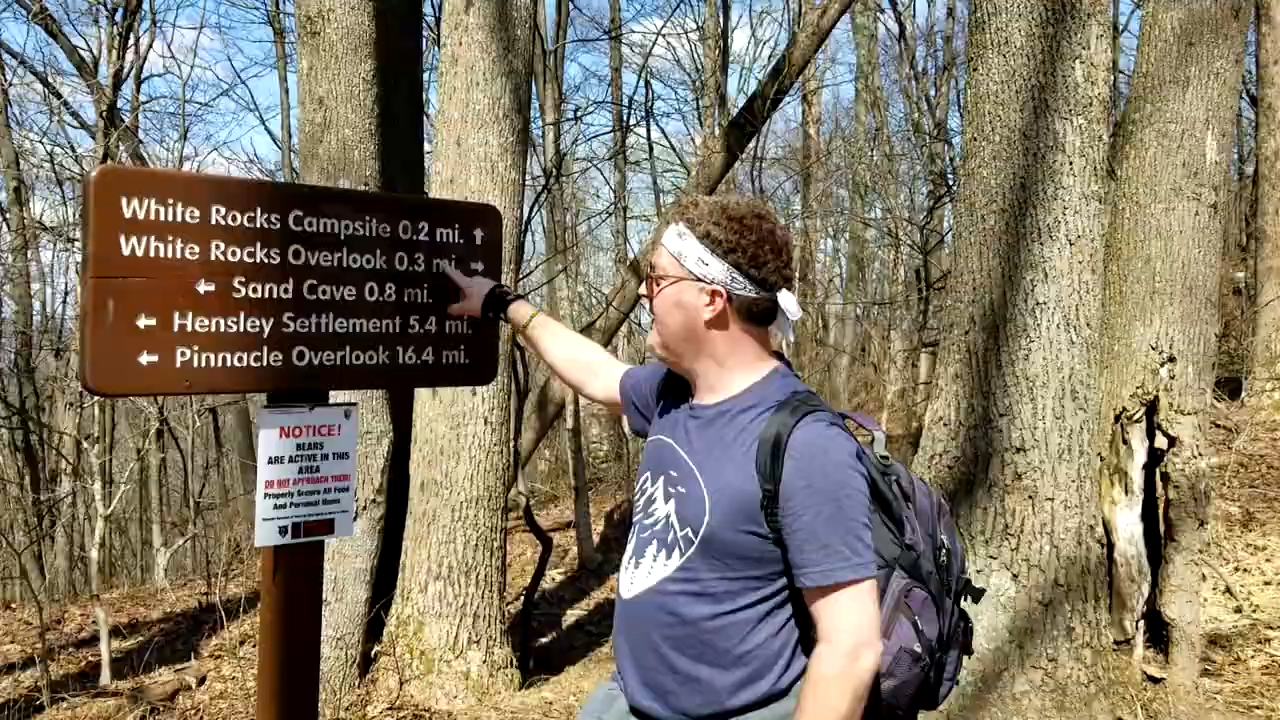 White Rocks Campsite 0.2 mi. ↑
White Rocks Overlook 0.3 mi. →
← Sand Cave 0.8 mi.
← Hensley Settlement 5.4 mi.
← Pinnacle Overlook 16.4 mi.
NOTICE!
BEARS
ARE ACTIVE IN THIS
AREA
DO NOT APPROACH THEM!
Properly Secure All Food
And Personal Items